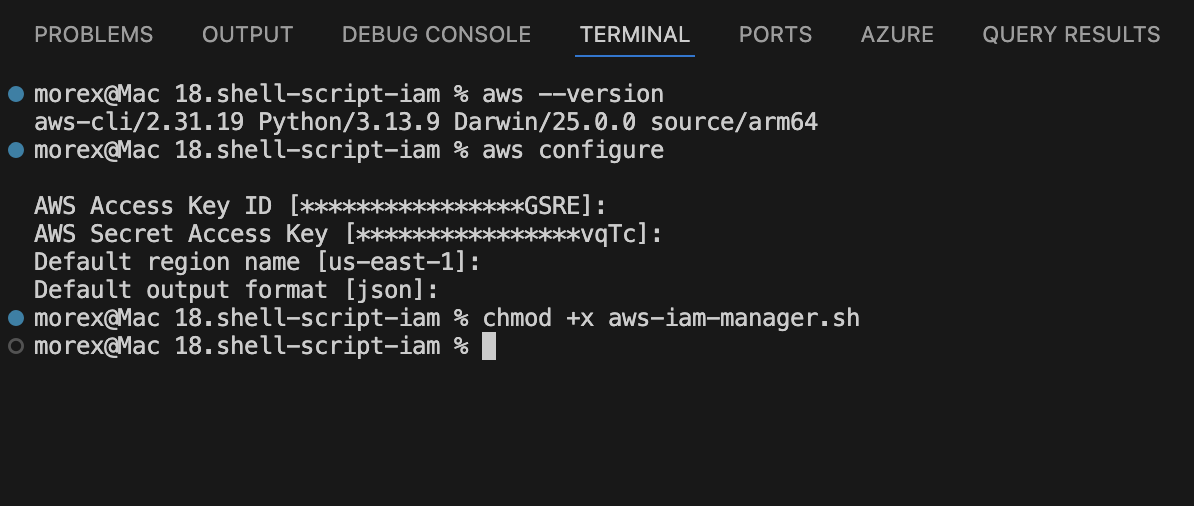 PROBLEMS OUTPUT DEBUG CONSOLE TERMINAL PORTS AZURE QUERY RESULTS
morex@Mac 18.shell-script-iam % aws --version
aws-cli/2.31.19 Python/3.13.9 Darwin/25.0.0 source/arm64
morex@Mac 18.shell-script-iam % aws configure
AWS Access Key ID [****************GSRE]:
AWS Secret Access Key [****************vqTc]:
Default region name [us-east-1]:
Default output format [json]:
morex@Mac 18.shell-script-iam % chmod +x aws-iam-manager.sh
morex@Mac 18.shell-script-iam %